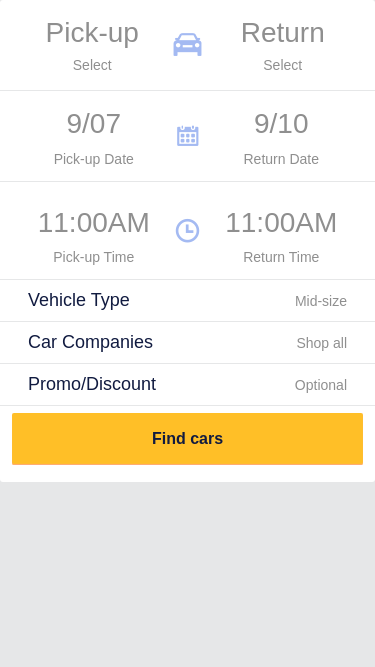 Pick-up Return
Select Select
9/07 9/10
Pick-up Date Return Date
11:00AM 11:00AM
Pick-up Time Return Time
Vehicle Type Mid-size
Car Companies Shop all
Promo/Discount Optional
Find cars